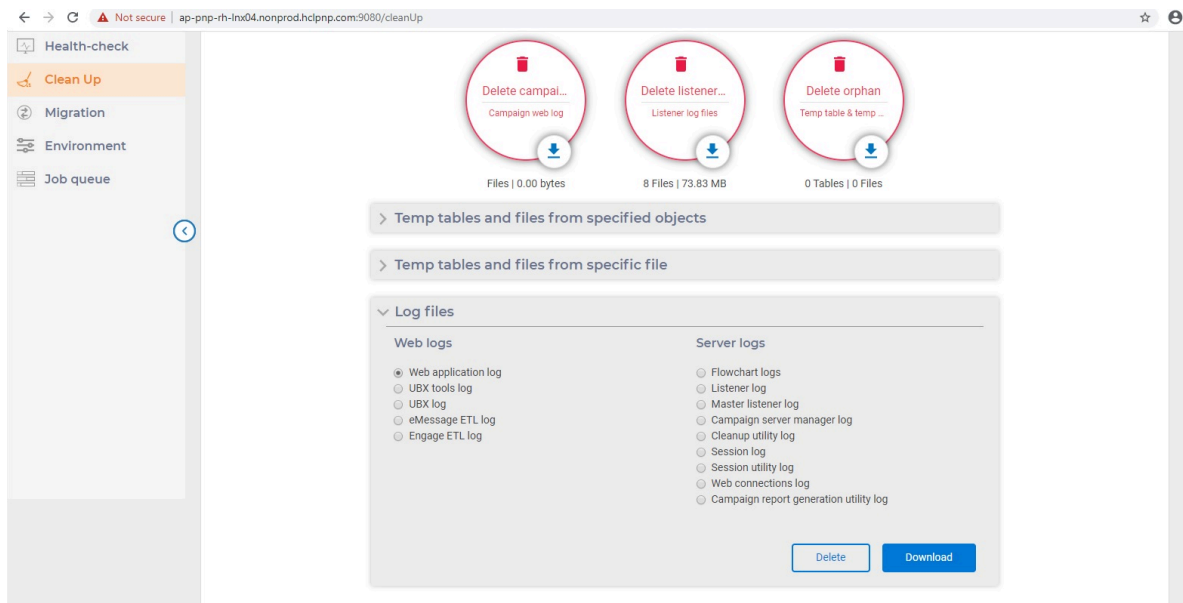 Not secure | ap-pnp-rh-lnx04.nonprod.hclpnp.com:9080/cleanUp
Health-check
Clean Up
Migration
Environment
Job queue
Delete campai...
Campaign web log
Files | 0.00 bytes
Delete listener...
Listener log files
8 Files | 73.83 MB
Delete orphan
Temp table & temp ...
0 Tables | 0 Files
Temp tables and files from specified objects
Temp tables and files from specific file
Log files
Web logs
Web application log
UBX tools log
UBX log
eMessage ETL log
Engage ETL log
Server logs
Flowchart logs
Listener log
Master listener log
Campaign server manager log
Cleanup utility log
Session log
Session utility log
Web connections log
Campaign report generation utility log
Delete
Download